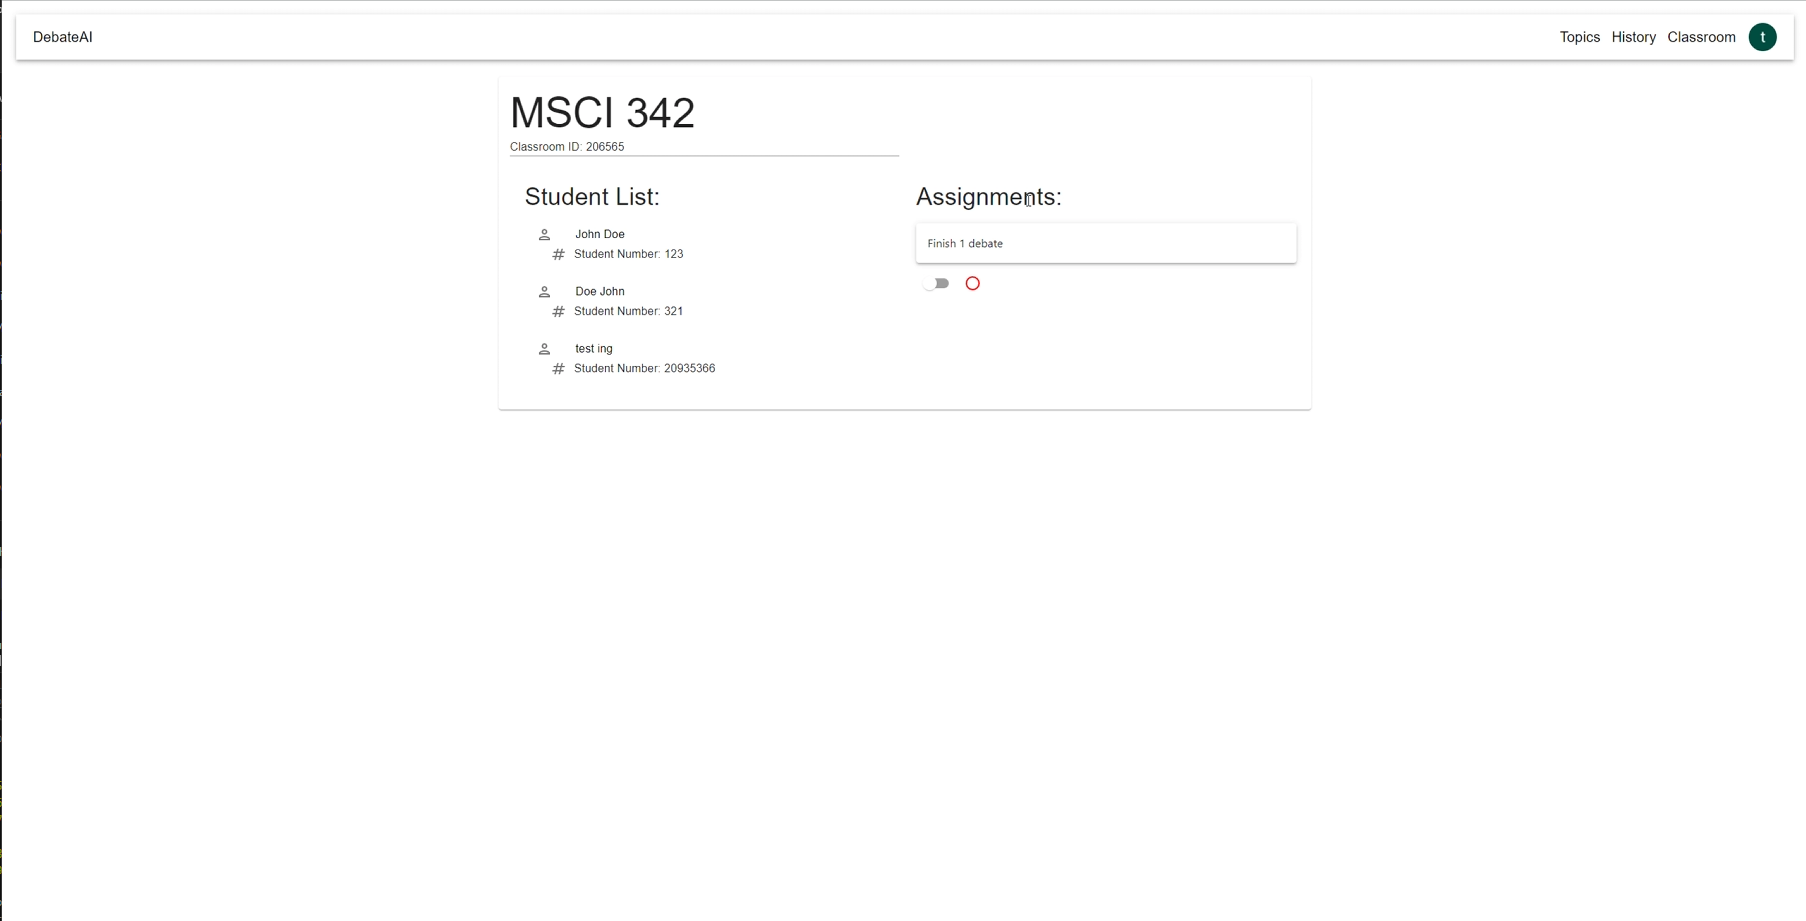 DebateAI
Topics History Classroom t
MSCI 342
Classroom ID: 206565
Student List:
John Doe
# Student Number: 123
Doe John
# Student Number: 321
test ing
# Student Number: 20935366
Assignments:
Finish 1 debate